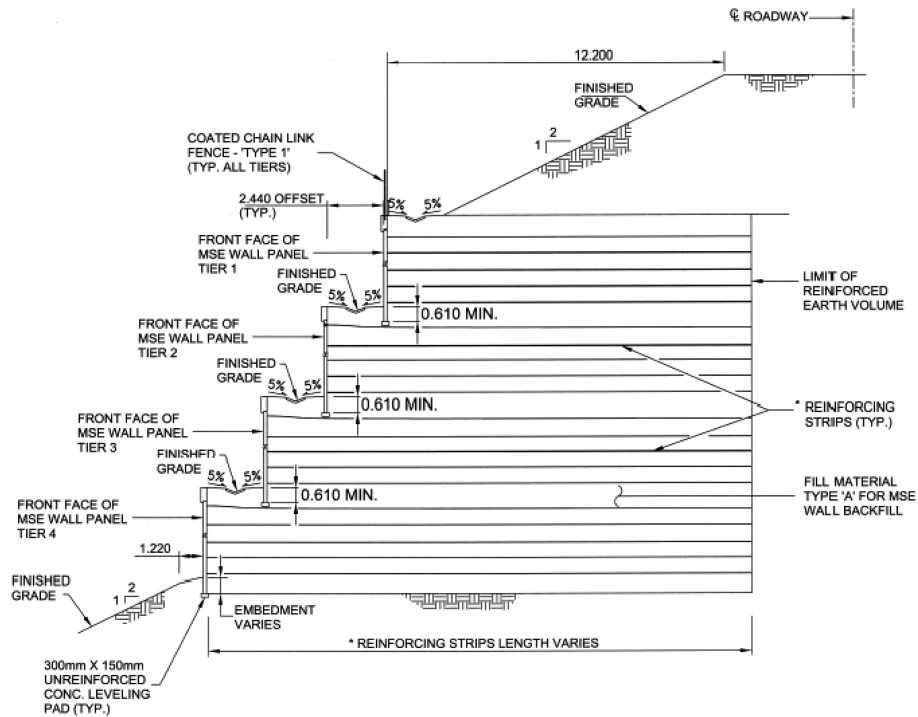 ℄ ROADWAY
12.200
FINISHED
GRADE
1
2
COATED CHAIN LINK
FENCE - 'TYPE 1'
(TYP. ALL TIERS)
2.440 OFFSET
(TYP.)
5%
5%
FRONT FACE OF
MSE WALL PANEL
TIER 1
FINISHED
GRADE
5%
5%
0.610 MIN.
LIMIT OF
REINFORCED
EARTH VOLUME
FRONT FACE OF
MSE WALL PANEL
TIER 2
FINISHED
GRADE
5%
5%
0.610 MIN.
* REINFORCING
STRIIPS (TYP.)
FRONT FACE OF
MSE WALL PANEL
TIER 3
FINISHED
GRADE
5%
5%
0.610 MIN.
FILL MATERIAL
TYPE 'A' FOR MSE
WALL BACKFILL
FRONT FACE OF
MSE WALL PANEL
TIER 4
1.220
FINISHED
GRADE
1
2
EMBEDMENT
VARIES
* REINFORCING STRIPS LENGTH VARIES
300mm X 150mm
UNREINFORCED
CONC. LEVELING
PAD (TYP.)